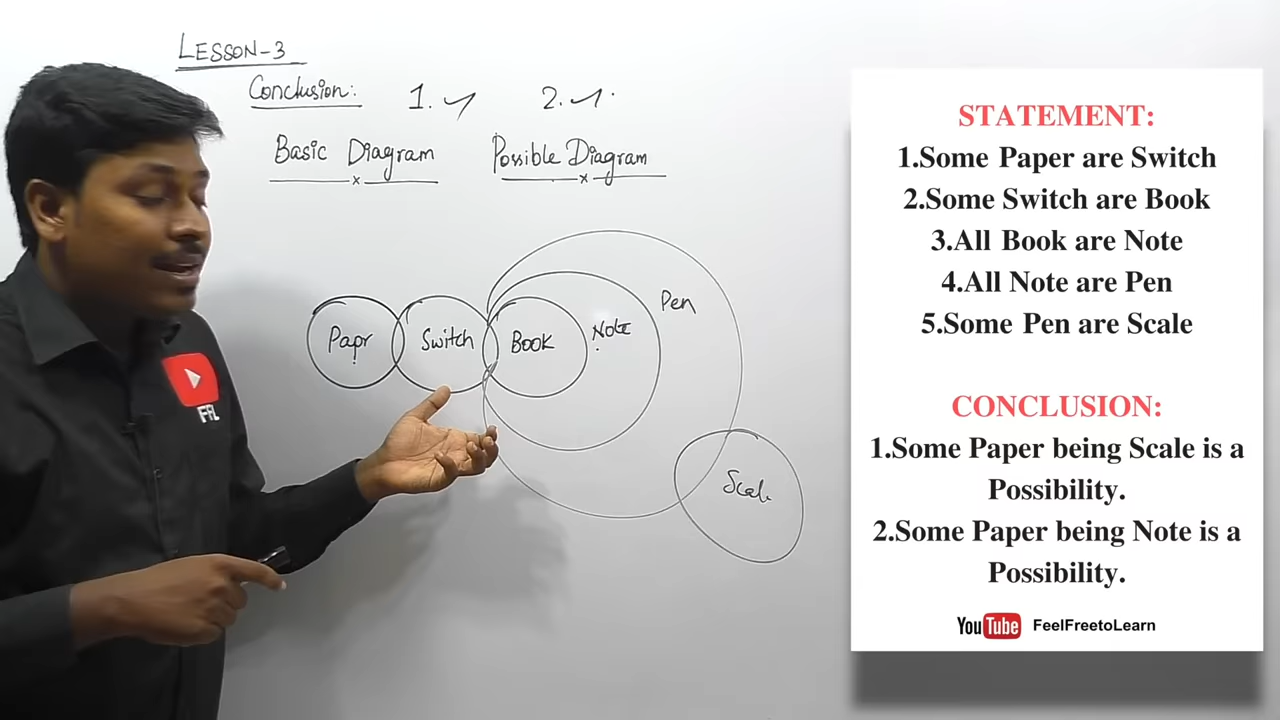 LESSON-3
Conclusion: 1. ✓ 2. ✓
Basic Diagram Possible Diagram
Papr Switch Book Note Pen
Scale
FFL
STATEMENT:
1.Some Paper are Switch
2.Some Switch are Book
3.All Book are Note
4.All Note are Pen
5.Some Pen are Scale
CONCLUSION:
1.Some Paper being Scale is a
Possibility.
2.Some Paper being Note is a
Possibility.
YouTube FeelFreetoLearn